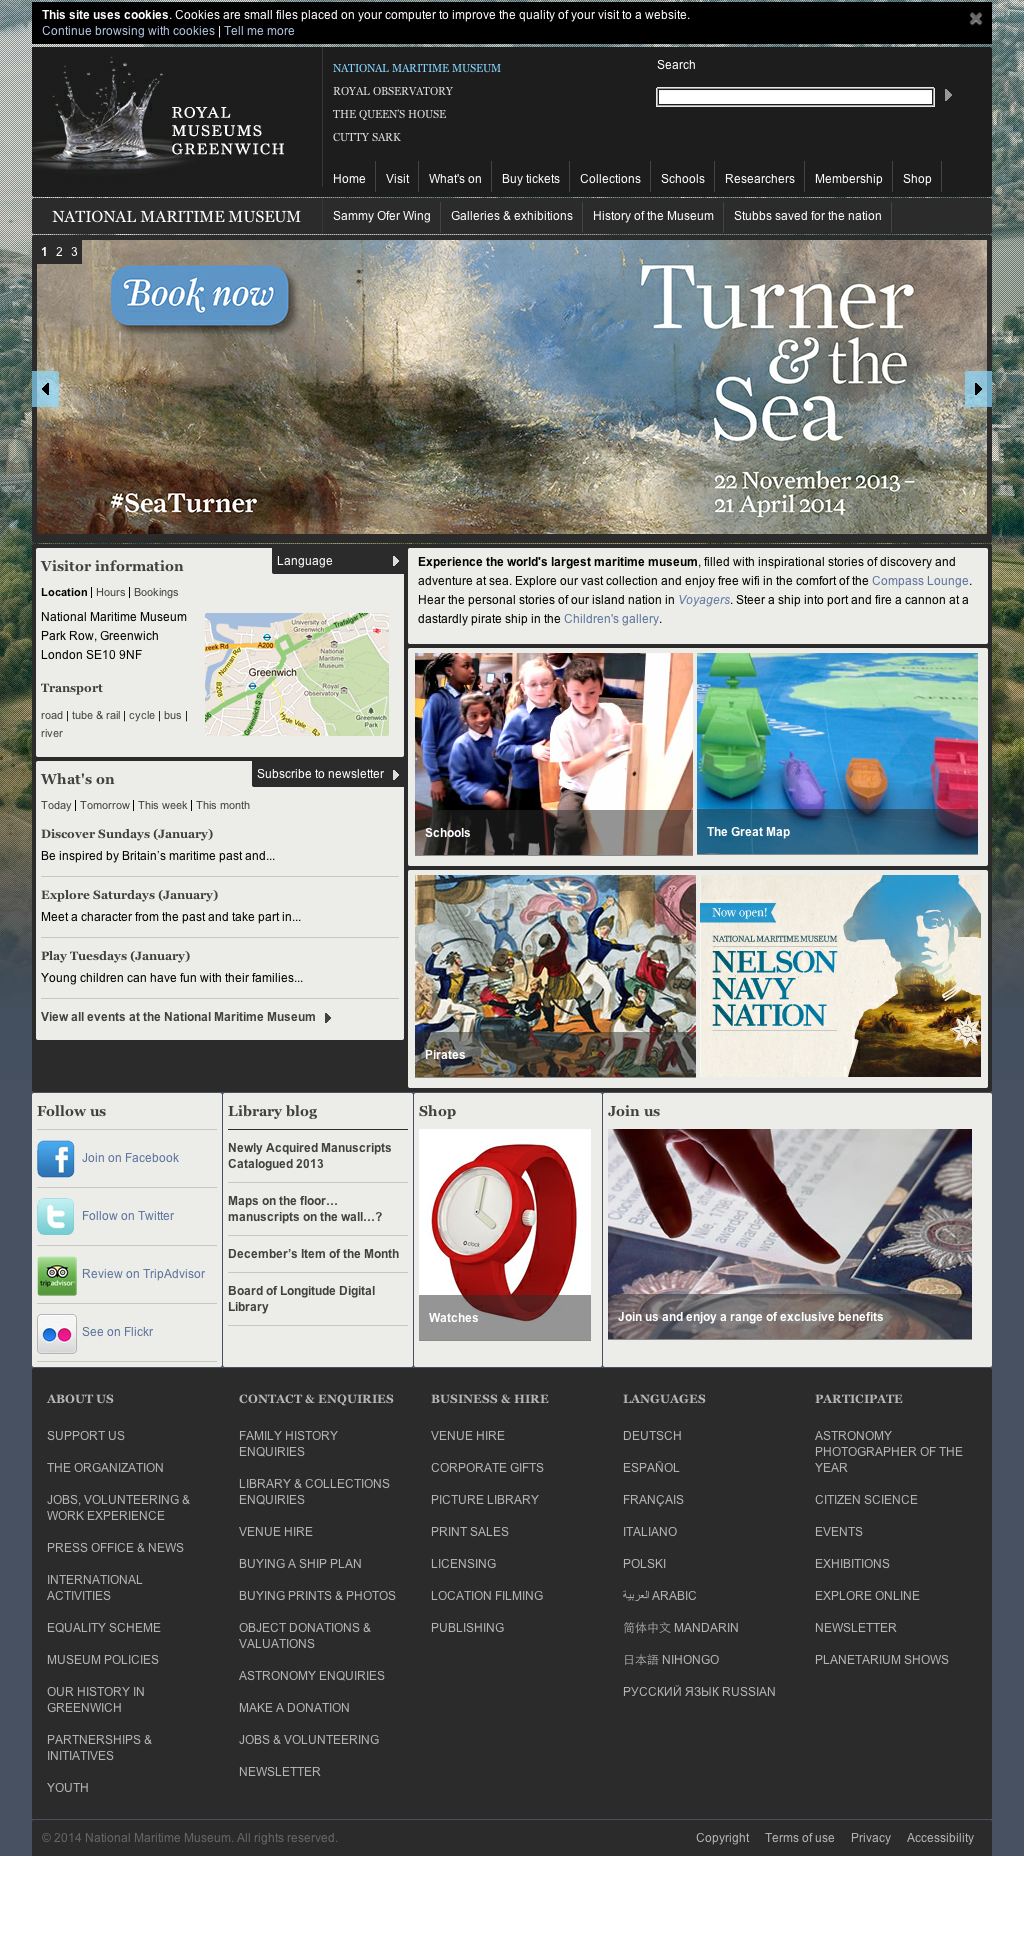 This site uses cookies. Cookies are small files placed on your computer to improve the quality of your visit to a website.
Continue browsing with cookies | Tell me more
ROYAL
MUSEUMS
GREENWICH
NATIONAL MARITIME MUSEUM
ROYAL OBSERVATORY
THE QUEEN'S HOUSE
CUTTY SARK
Search
Home Visit What's on Buy tickets Collections Schools Researchers Membership Shop
NATIONAL MARITIME MUSEUM
Sammy Ofer Wing Galleries & exhibitions History of the Museum Stubbs saved for the nation
1 2 3
Book now
Turner
& the
Sea
22 November 2013 –
21 April 2014
#SeaTurner
Visitor information
Language
Location | Hours | Bookings
National Maritime Museum
Park Row, Greenwich
London SE10 9NF
Transport
road | tube & rail | cycle | bus |
river
University of
Greenwich
Trafalgar Rd
Creek Rd
A200
Norman Rd
National
Maritime
Museum
Greenwich
B208
Royal
Observatory
Greenwich S St
Hyde Vale
Greenwich
Park
Experience the world's largest maritime museum, filled with inspirational stories of discovery and
adventure at sea. Explore our vast collection and enjoy free wifi in the comfort of the Compass Lounge.
Hear the personal stories of our island nation in Voyagers. Steer a ship into port and fire a cannon at a
dastardly pirate ship in the Children's gallery.
Schools
The Great Map
What's on
Subscribe to newsletter
Today | Tomorrow | This week | This month
Discover Sundays (January)
Be inspired by Britain's maritime past and...
Explore Saturdays (January)
Meet a character from the past and take part in...
Play Tuesdays (January)
Young children can have fun with their families...
View all events at the National Maritime Museum
Pirates
Now open!
NATIONAL MARITIME MUSEUM
NELSON
NAVY
NATION
Follow us
Join on Facebook
Follow on Twitter
tripadvisor
Review on TripAdvisor
See on Flickr
Library blog
Newly Acquired Manuscripts
Catalogued 2013
Maps on the floor…
manuscripts on the wall…?
December's Item of the Month
Board of Longitude Digital
Library
Shop
o clock
Watches
Join us
Join us and enjoy a range of exclusive benefits
ABOUT US
SUPPORT US
THE ORGANIZATION
JOBS, VOLUNTEERING &
WORK EXPERIENCE
PRESS OFFICE & NEWS
INTERNATIONAL
ACTIVITIES
EQUALITY SCHEME
MUSEUM POLICIES
OUR HISTORY IN
GREENWICH
PARTNERSHIPS &
INITIATIVES
YOUTH
CONTACT & ENQUIRIES
FAMILY HISTORY
ENQUIRIES
LIBRARY & COLLECTIONS
ENQUIRIES
VENUE HIRE
BUYING A SHIP PLAN
BUYING PRINTS & PHOTOS
OBJECT DONATIONS &
VALUATIONS
ASTRONOMY ENQUIRIES
MAKE A DONATION
JOBS & VOLUNTEERING
NEWSLETTER
BUSINESS & HIRE
VENUE HIRE
CORPORATE GIFTS
PICTURE LIBRARY
PRINT SALES
LICENSING
LOCATION FILMING
PUBLISHING
LANGUAGES
DEUTSCH
ESPAÑOL
FRANÇAIS
ITALIANO
POLSKI
العربية ARABIC
简体中文 MANDARIN
日本語 NIHONGO
РУССКИЙ ЯЗЫК RUSSIAN
PARTICIPATE
ASTRONOMY
PHOTOGRAPHER OF THE
YEAR
CITIZEN SCIENCE
EVENTS
EXHIBITIONS
EXPLORE ONLINE
NEWSLETTER
PLANETARIUM SHOWS
© 2014 National Maritime Museum. All rights reserved.
Copyright Terms of use Privacy Accessibility